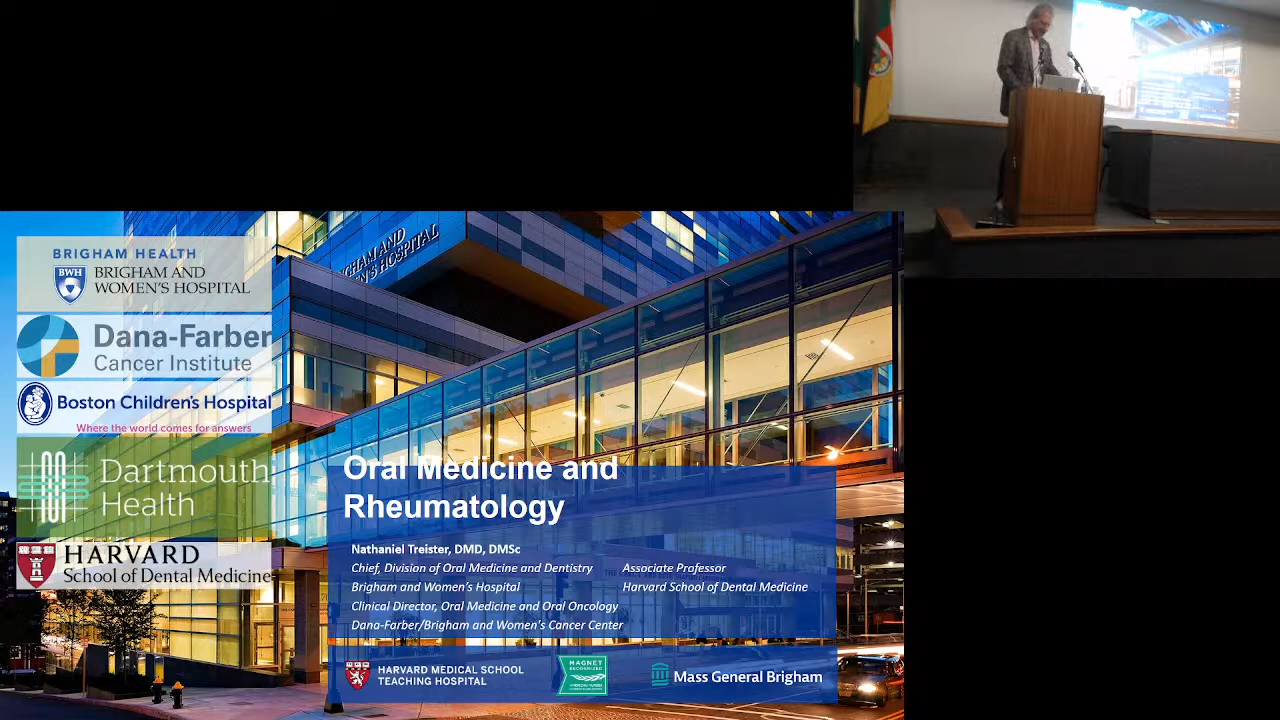 BRIGHAM AND
WOMEN'S HOSPITAL
BRIGHAM HEALTH
BWH
BRIGHAM AND
WOMEN'S HOSPITAL
Dana-Farber
Cancer Institute
Boston Children's Hospital
Where the world comes for answers
Dartmouth
Health
HARVARD
School of Dental Medicine
Oral Medicine and
Rheumatology
Nathaniel Treister, DMD, DMSc
Chief, Division of Oral Medicine and Dentistry
Brigham and Women's Hospital
Clinical Director, Oral Medicine and Oral Oncology
Dana-Farber/Brigham and Women's Cancer Center
Associate Professor
Harvard School of Dental Medicine
HARVARD MEDICAL SCHOOL
TEACHING HOSPITAL
MAGNET
RECOGNIZED
Mass General Brigham